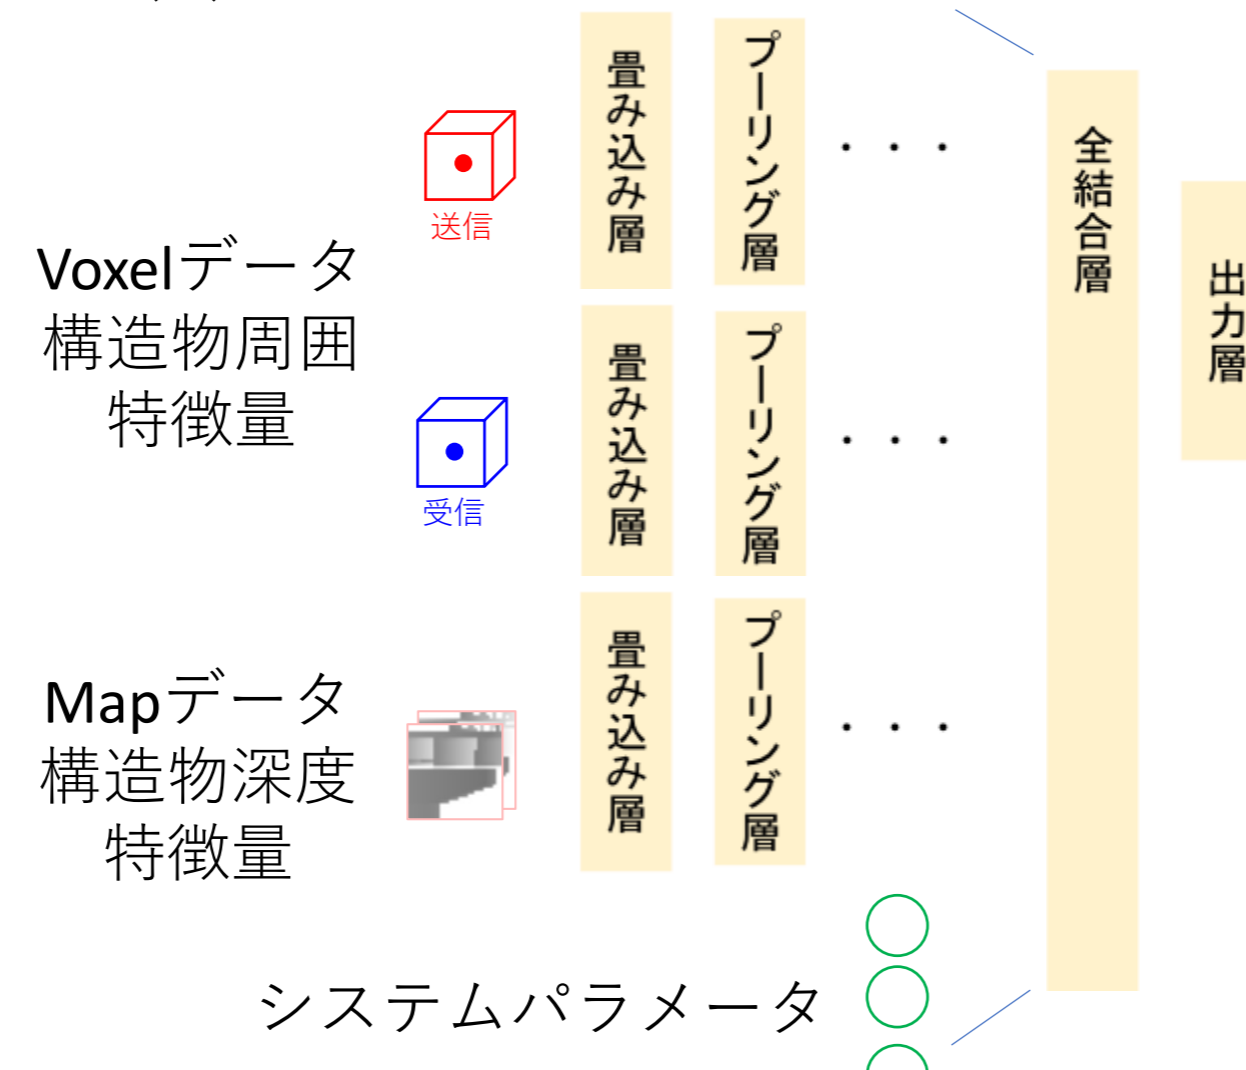 畳み込み層
プーリング層
・・・
送信
Voxelデータ
構造物周囲
特徴量
全結合層
出力層
畳み込み層
プーリング層
・・・
受信
Mapデータ
構造物深度
特徴量
畳み込み層
プーリング層
・・・
システムパラメータ